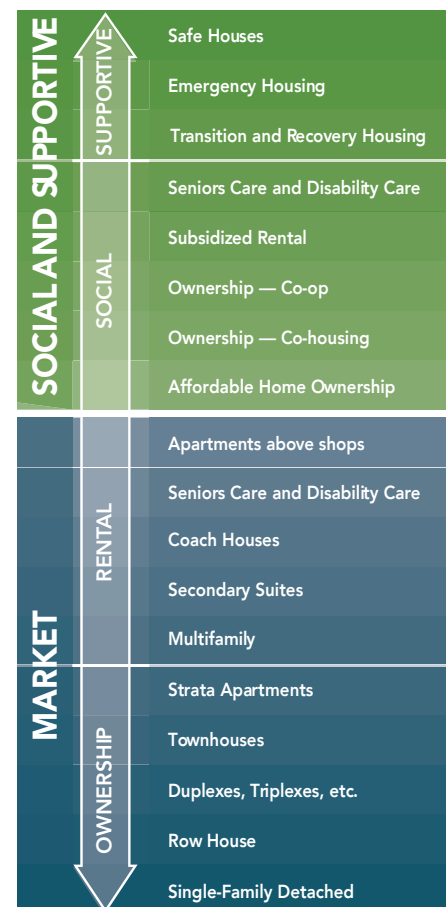 SOCIAL AND SUPPORTIVE
SUPPORTIVE
Safe Houses
Emergency Housing
Transition and Recovery Housing
SOCIAL
Seniors Care and Disability Care
Subsidized Rental
Ownership — Co-op
Ownership — Co-housing
Affordable Home Ownership
MARKET
RENTAL
Apartments above shops
Seniors Care and Disability Care
Coach Houses
Secondary Suites
Multifamily
OWNERSHIP
Strata Apartments
Townhouses
Duplexes, Triplexes, etc.
Row House
Single-Family Detached